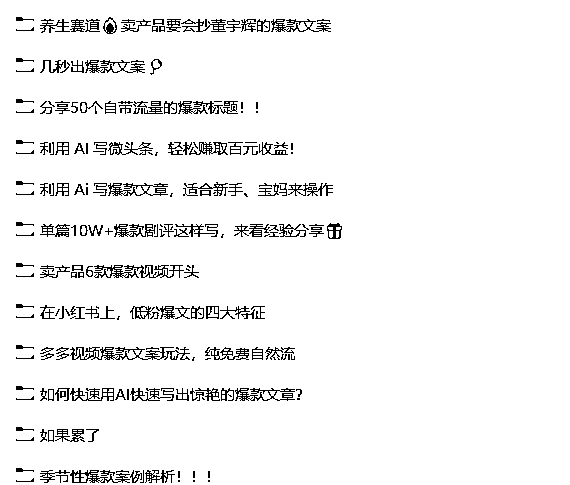 养生赛道🔥卖产品要会抄董宇辉的爆款文案
几秒出爆款文案
分享50个自带流量的爆款标题！！
利用 AI 写微头条，轻松赚取百元收益！
利用 Ai 写爆款文章，适合新手、宝妈来操作
单篇10W+爆款剧评这样写，来看经验分享🎁
卖产品6款爆款视频开头
在小红书上，低粉爆文的四大特征
多多视频爆款文案玩法，纯免费自然流
如何快速用AI快速写出惊艳的爆款文章？
如果累了
季节性爆款案例解析！！！